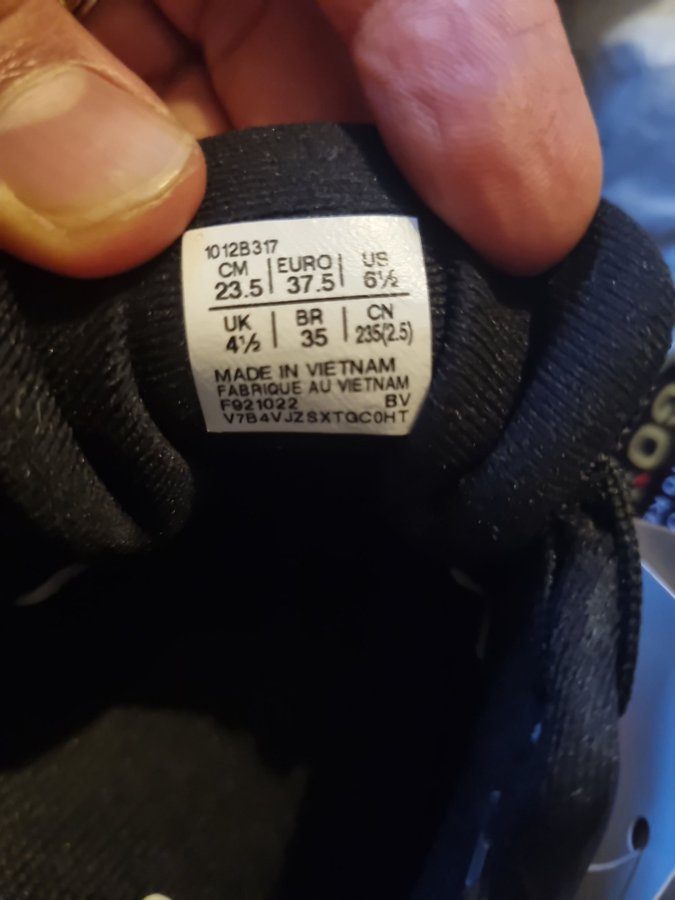 1012B317
CM | EURO | US
23.5 | 37.5 | 6½
UK | BR | CN
4½ | 35 | 235(2.5)
MADE IN VIETNAM
FABRIQUE AU VIETNAM
F921022 BV
V7B4VJZSXTQC0HT
GO